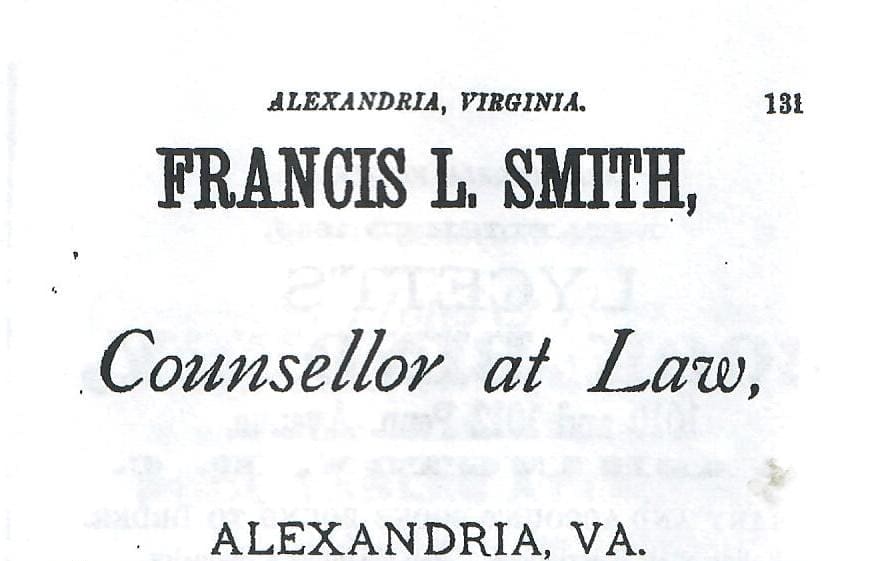 ALEXANDRIA, VIRGINIA. 131
FRANCIS L. SMITH,
Counsellor at Law,
ALEXANDRIA, VA.